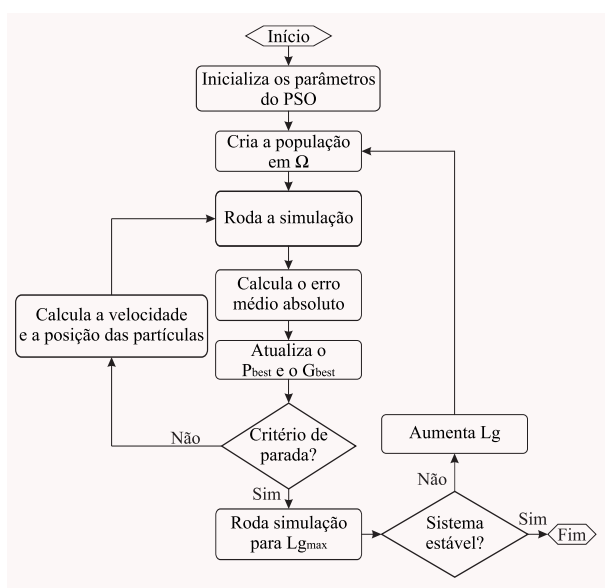 Início
Inicializa os parâmetros
do PSO
Cria a população
em Ω
Roda a simulação
Calcula o erro
médio absoluto
Calcula a velocidade
e a posição das partículas
Atualiza o
Pbest e o Gbest
Não
Critério de
parada?
Aumenta Lg
Sim
Não
Roda simulação
para Lgmax
Sistema
estável?
Sim
Fim